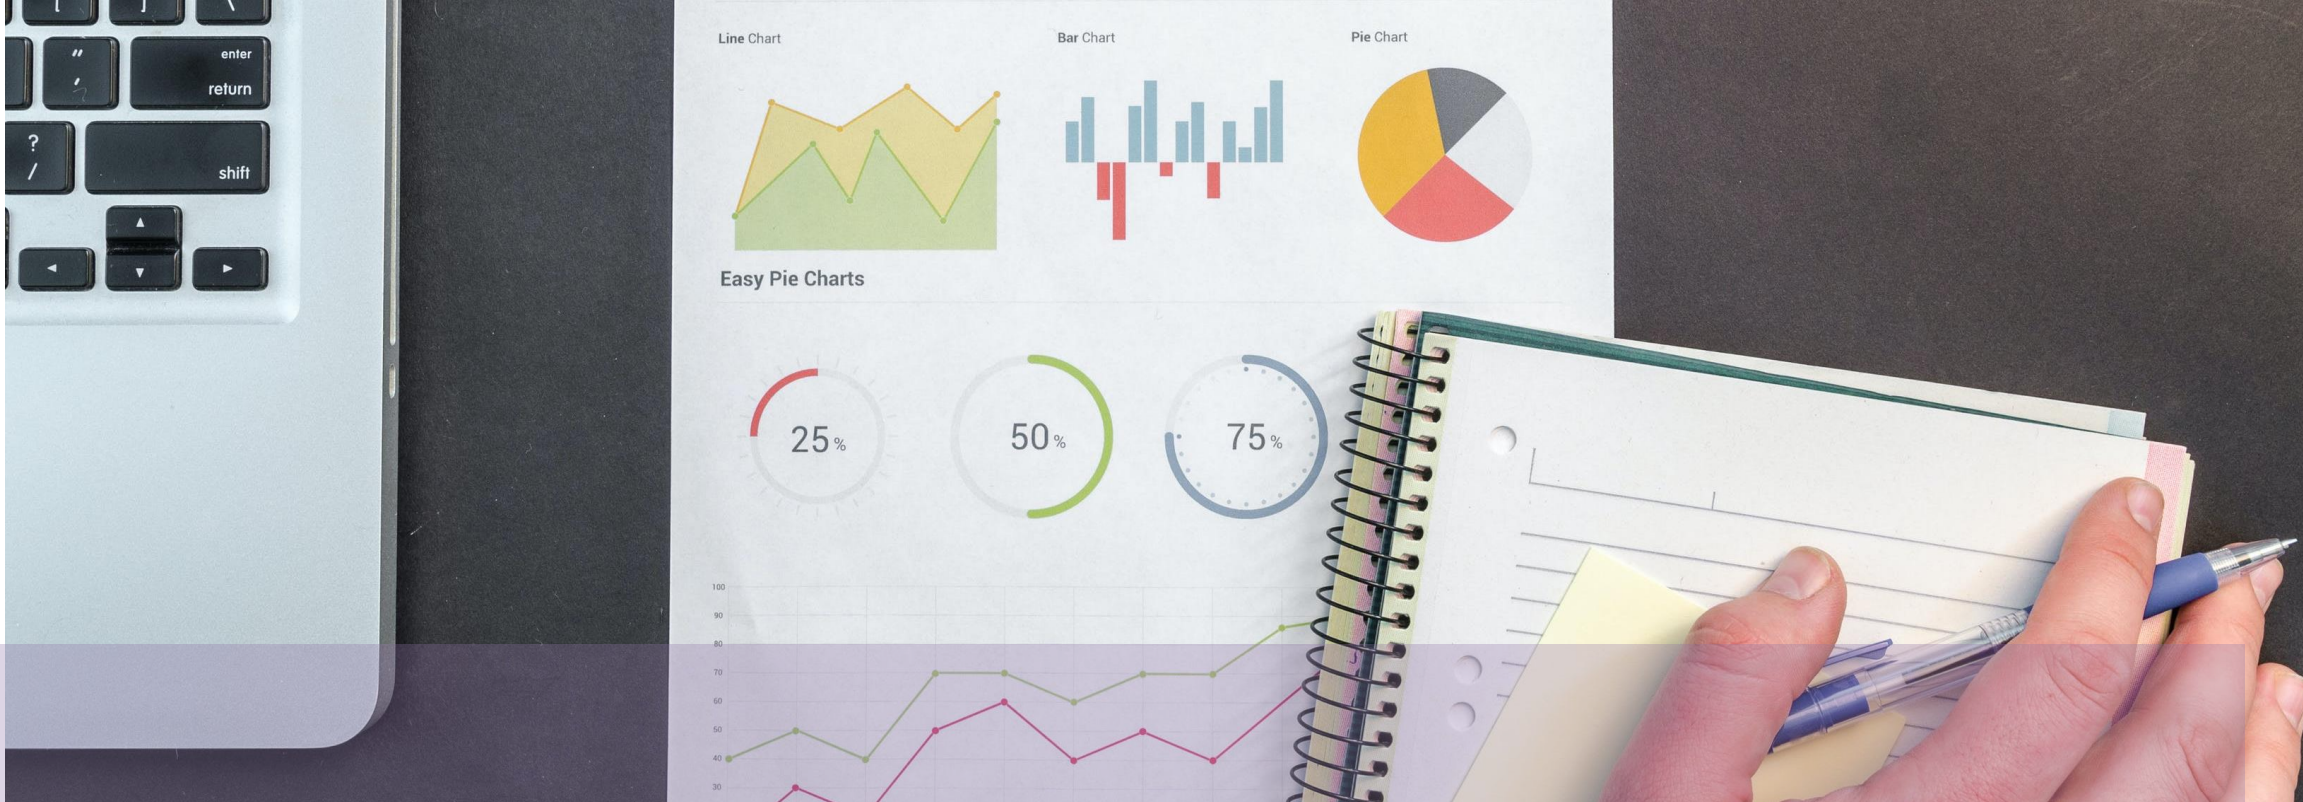 [ ] \
" enter
' return
? shift
/
▲
◄ ▼ ►
Line Chart
Bar Chart
Pie Chart
Easy Pie Charts
25%
50%
75%
100
90
80
70
60
50
40
30